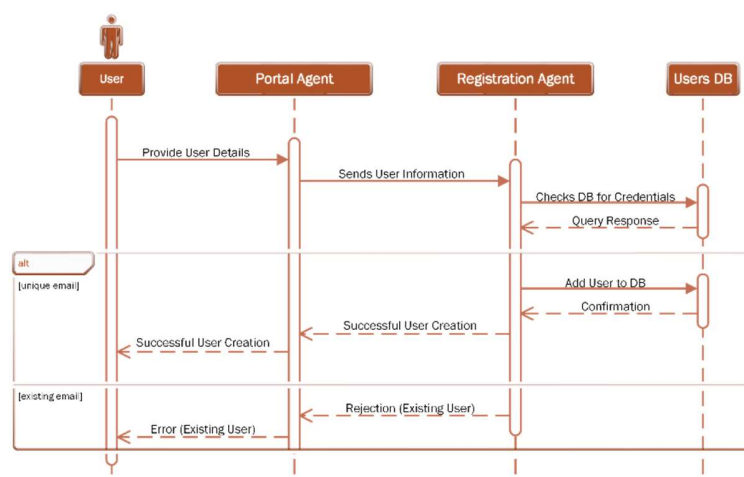 User
Portal Agent
Registration Agent
Users DB
Provide User Details
Sends User Information
Checks DB for Credentials
Query Response
alt
[unique email]
Add User to DB
Confirmation
Successful User Creation
Successful User Creation
[existing email]
Rejection (Existing User)
Error (Existing User)